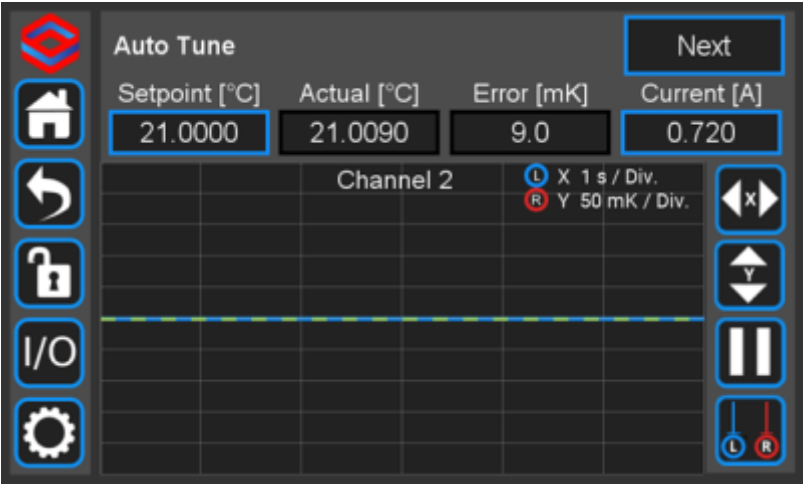 Auto Tune
Next
Setpoint [°C] Actual [°C] Error [mK] Current [A]
21.0000 21.0090 9.0 0.720
Channel 2
L X 1 s / Div.
R Y 50 mK / Div.
X
Y
I/O
L R